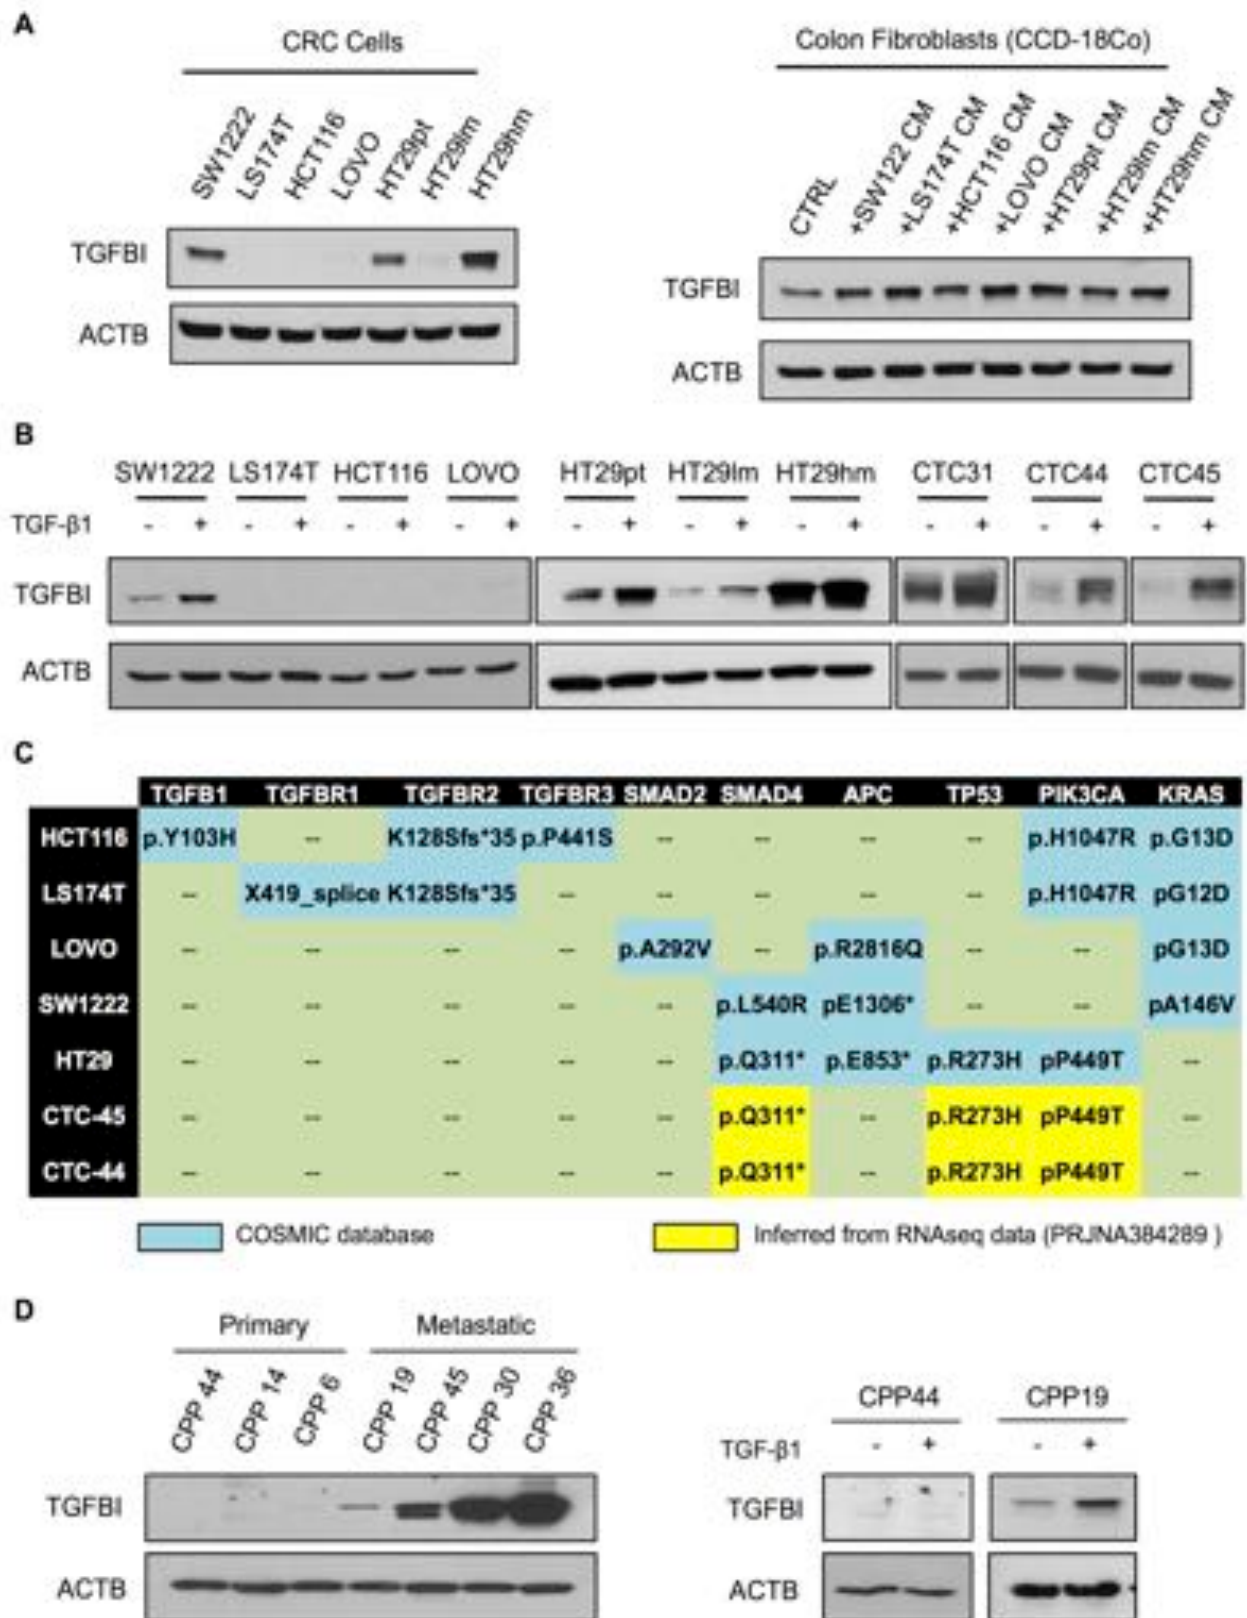 A
CRC Cells
SW1222 LS174T HCT116 LOVO HT29pt HT29lm HT29hm
TGFBI
ACTB
Colon Fibroblasts (CCD-18Co)
CTRL +SW122 CM +LS174T CM +HCT116 CM +LOVO CM +HT29pt CM +HT29lm CM +HT29hm CM
TGFBI
ACTB
B
SW1222 LS174T HCT116 LOVO HT29pt HT29lm HT29hm CTC31 CTC44 CTC45
TGF-β1 - + - + - + - + - + - + - + - + - + - +
TGFBI
ACTB
C
TGFB1 TGFBR1 TGFBR2 TGFBR3 SMAD2 SMAD4 APC TP53 PIK3CA KRAS
HCT116 p.Y103H -- K128Sfs*35 p.P441S -- -- -- -- p.H1047R p.G13D
LS174T -- X419_splice K128Sfs*35 -- -- -- -- -- p.H1047R pG12D
LOVO -- -- -- -- p.A292V -- p.R2816Q -- -- pG13D
SW1222 -- -- -- -- -- p.L540R pE1306* -- -- pA146V
HT29 -- -- -- -- -- p.Q311* p.E853* p.R273H pP449T --
CTC-45 -- -- -- -- -- p.Q311* -- p.R273H pP449T --
CTC-44 -- -- -- -- -- p.Q311* -- p.R273H pP449T --
COSMIC database
Inferred from RNAseq data (PRJNA384289 )
D
Primary Metastatic
CPP 44 CPP 14 CPP 6 CPP 19 CPP 45 CPP 30 CPP 36
TGFBI
ACTB
CPP44 CPP19
TGF-β1 - + - +
TGFBI
ACTB